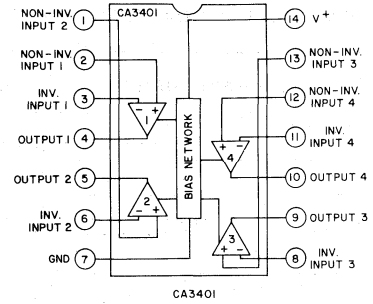 CA3401
NON-INV.
INPUT 2
1
NON-INV.
INPUT 1
2
INV.
INPUT 1
3
OUTPUT 1
4
OUTPUT 2
5
INV.
INPUT 2
6
GND
7
14
V+
13
NON-INV.
INPUT 3
12
NON-INV.
INPUT 4
11
INV.
INPUT 4
10
OUTPUT 4
9
OUTPUT 3
8
INV.
INPUT 3
- +
1
2
- +
BIAS NETWORK
+ -
4
3
+ -
CA3401